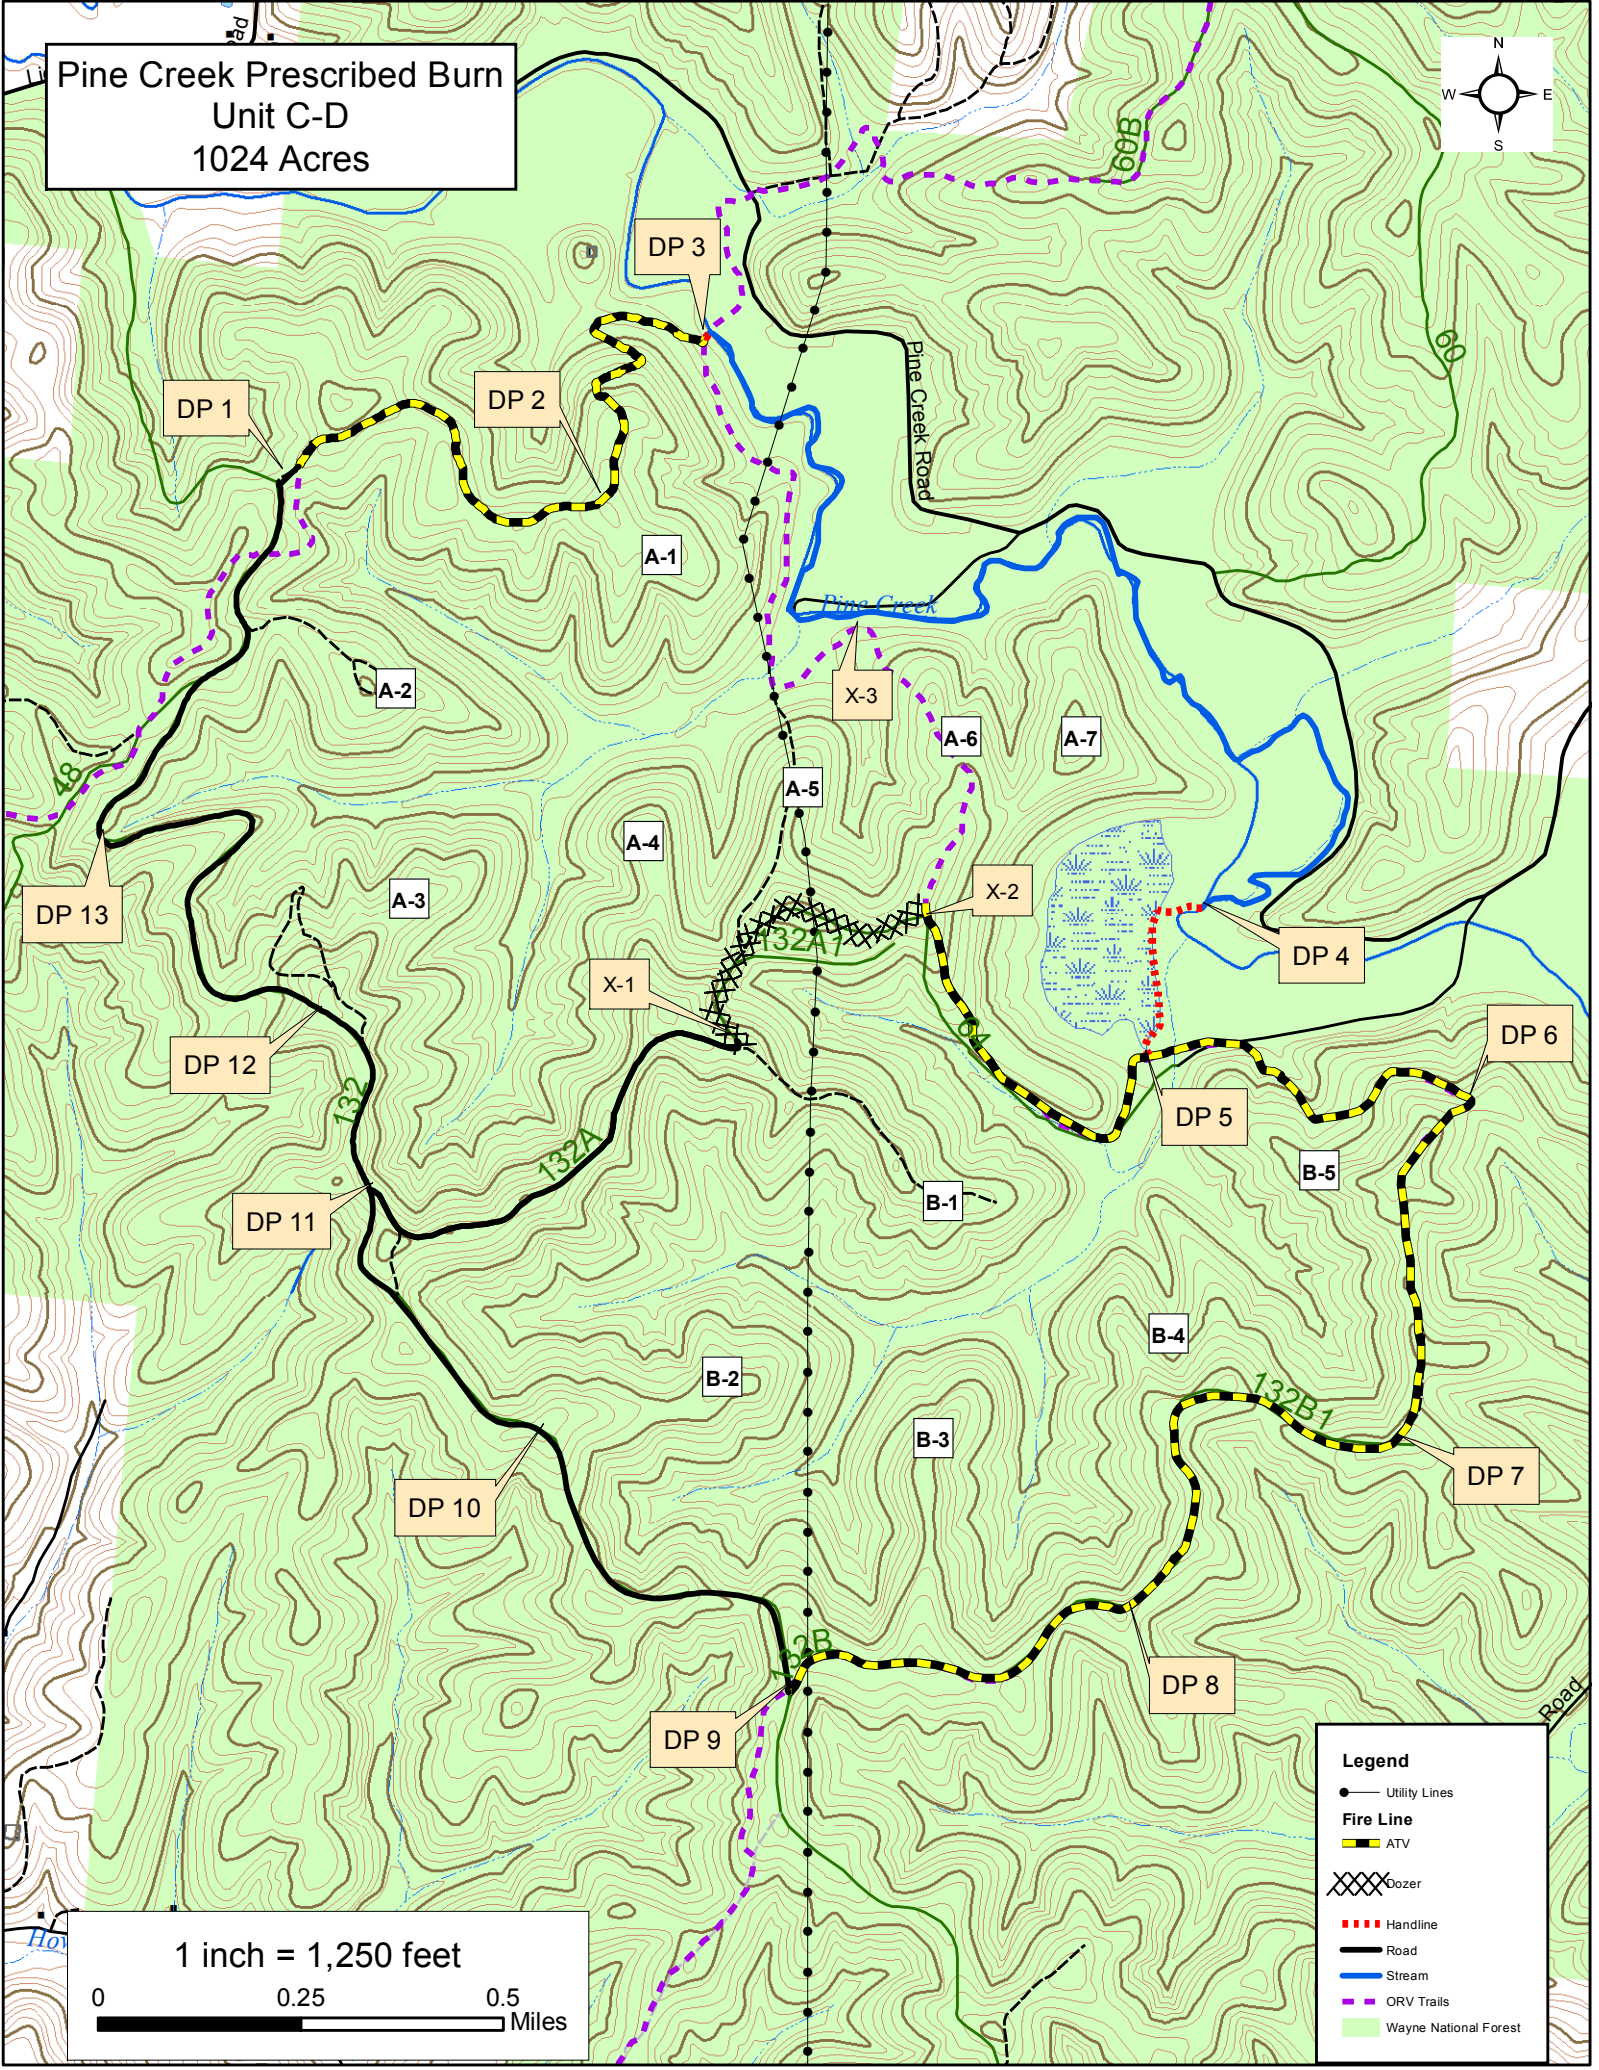 Pine Creek Prescribed Burn
Unit C-D
1024 Acres
N
W
E
S
60B
DP 3
60
Pine Creek Road
DP 1
DP 2
A-1
Pine Creek
A-2
X-3
A-6
A-7
48
A-5
A-4
A-3
DP 13
X-2
132A1
DP 4
X-1
64
DP 6
DP 12
132
DP 5
132A
B-5
B-1
DP 11
B-4
B-2
132B1
B-3
DP 7
DP 10
132B
DP 8
DP 9
Road
Legend
Utility Lines
Fire Line
ATV
Dozer
Handline
Road
Stream
ORV Trails
Wayne National Forest
1 inch = 1,250 feet
0 0.25 0.5
Miles